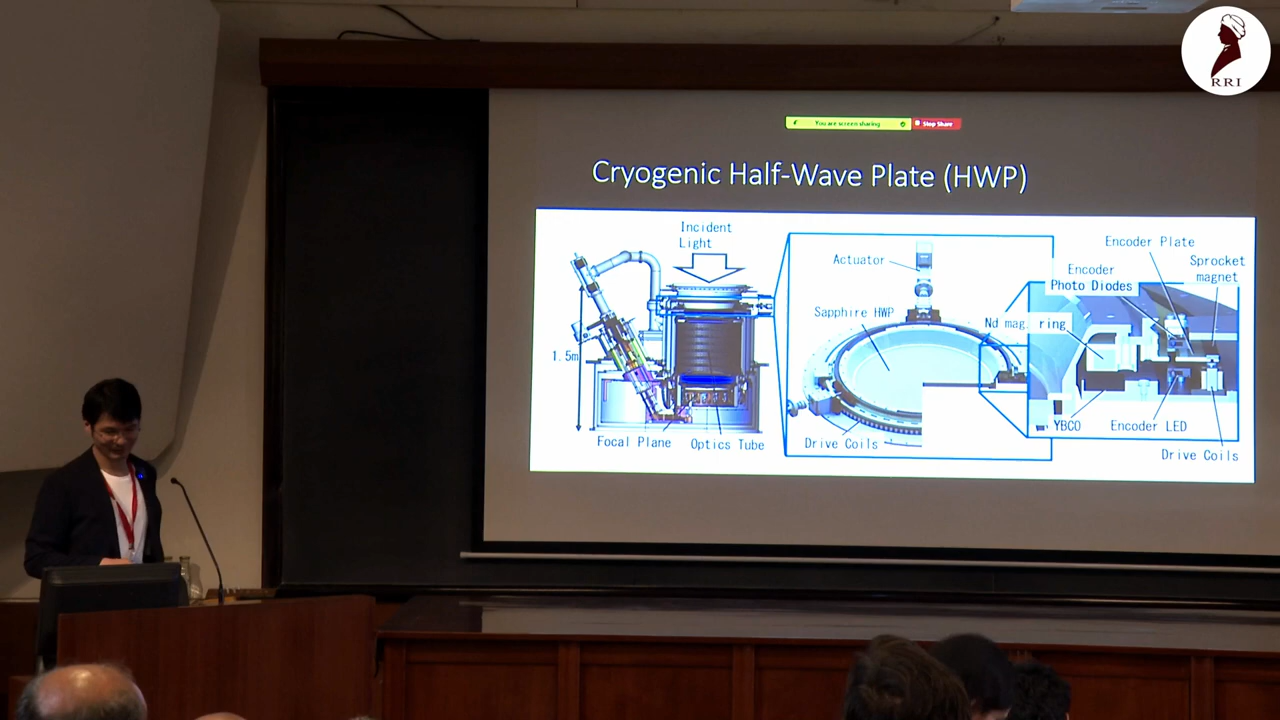 RRI
You are screen sharing
Stop Share
Cryogenic Half-Wave Plate (HWP)
Incident
Light
1.5m
Focal Plane
Optics Tube
Actuator
Sapphire HWP
Drive Coils
Nd mag. ring
Encoder Plate
Encoder
Photo Diodes
Sprocket
magnet
YBCO
Encoder LED
Drive Coils